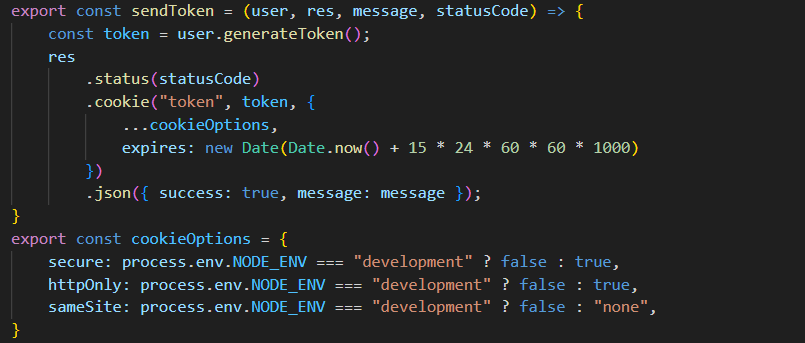 export const sendToken = (user, res, message, statusCode) => {
    const token = user.generateToken();
    res
        .status(statusCode)
        .cookie("token", token, {
            ...cookieOptions,
            expires: new Date(Date.now() + 15 * 24 * 60 * 60 * 1000)
        })
        .json({ success: true, message: message });
}
export const cookieOptions = {
    secure: process.env.NODE_ENV === "development" ? false : true,
    httpOnly: process.env.NODE_ENV === "development" ? false : true,
    sameSite: process.env.NODE_ENV === "development" ? false : "none",
}